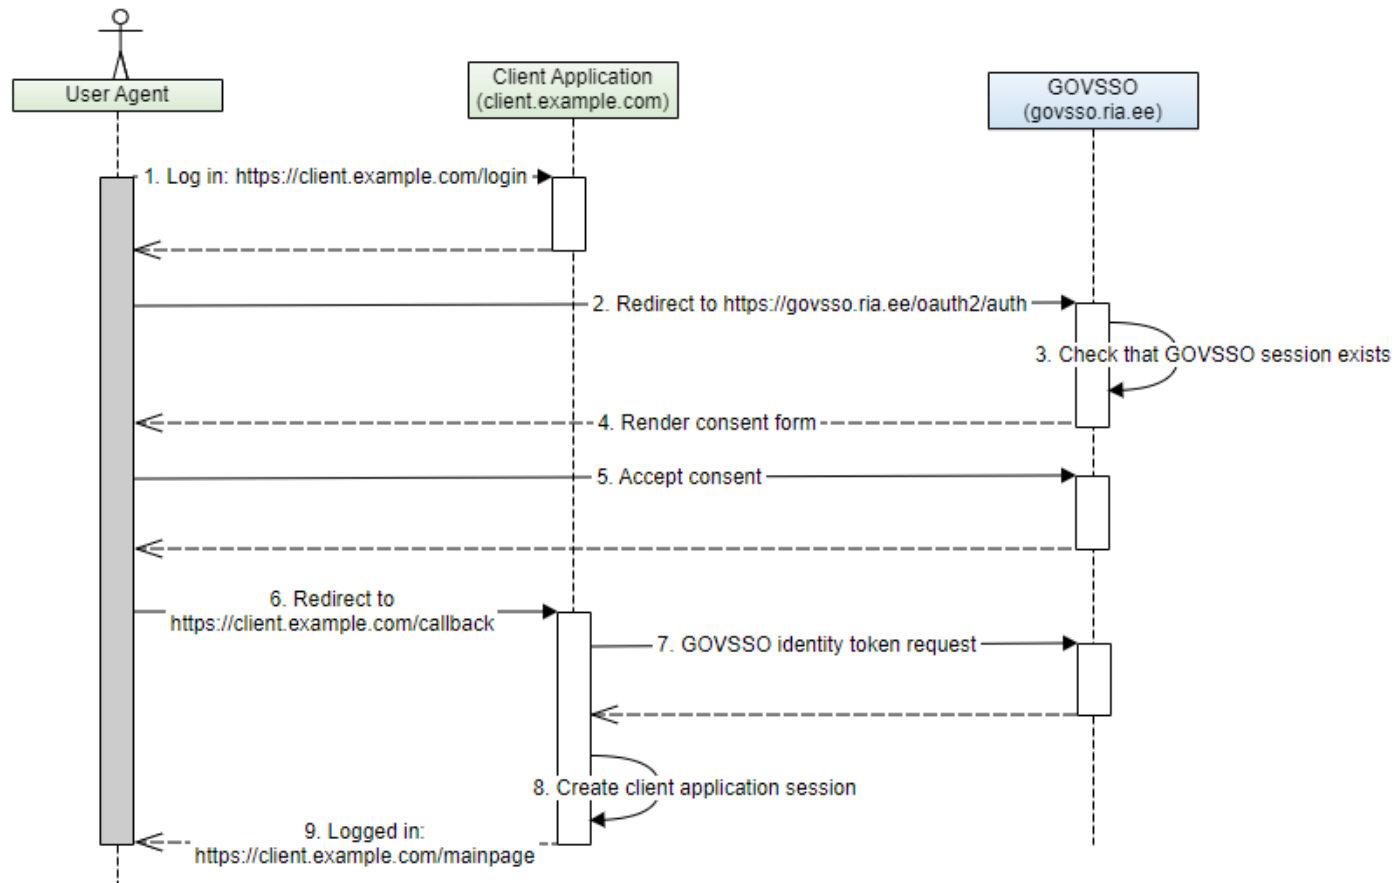 User Agent
Client Application
(client.example.com)
GOVSSO
(govsso.ria.ee)
1. Log in: https://client.example.com/login
2. Redirect to https://govsso.ria.ee/oauth2/auth
3. Check that GOVSSO session exists
4. Render consent form
5. Accept consent
6. Redirect to
https://client.example.com/callback
7. GOVSSO identity token request
8. Create client application session
9. Logged in:
https://client.example.com/mainpage